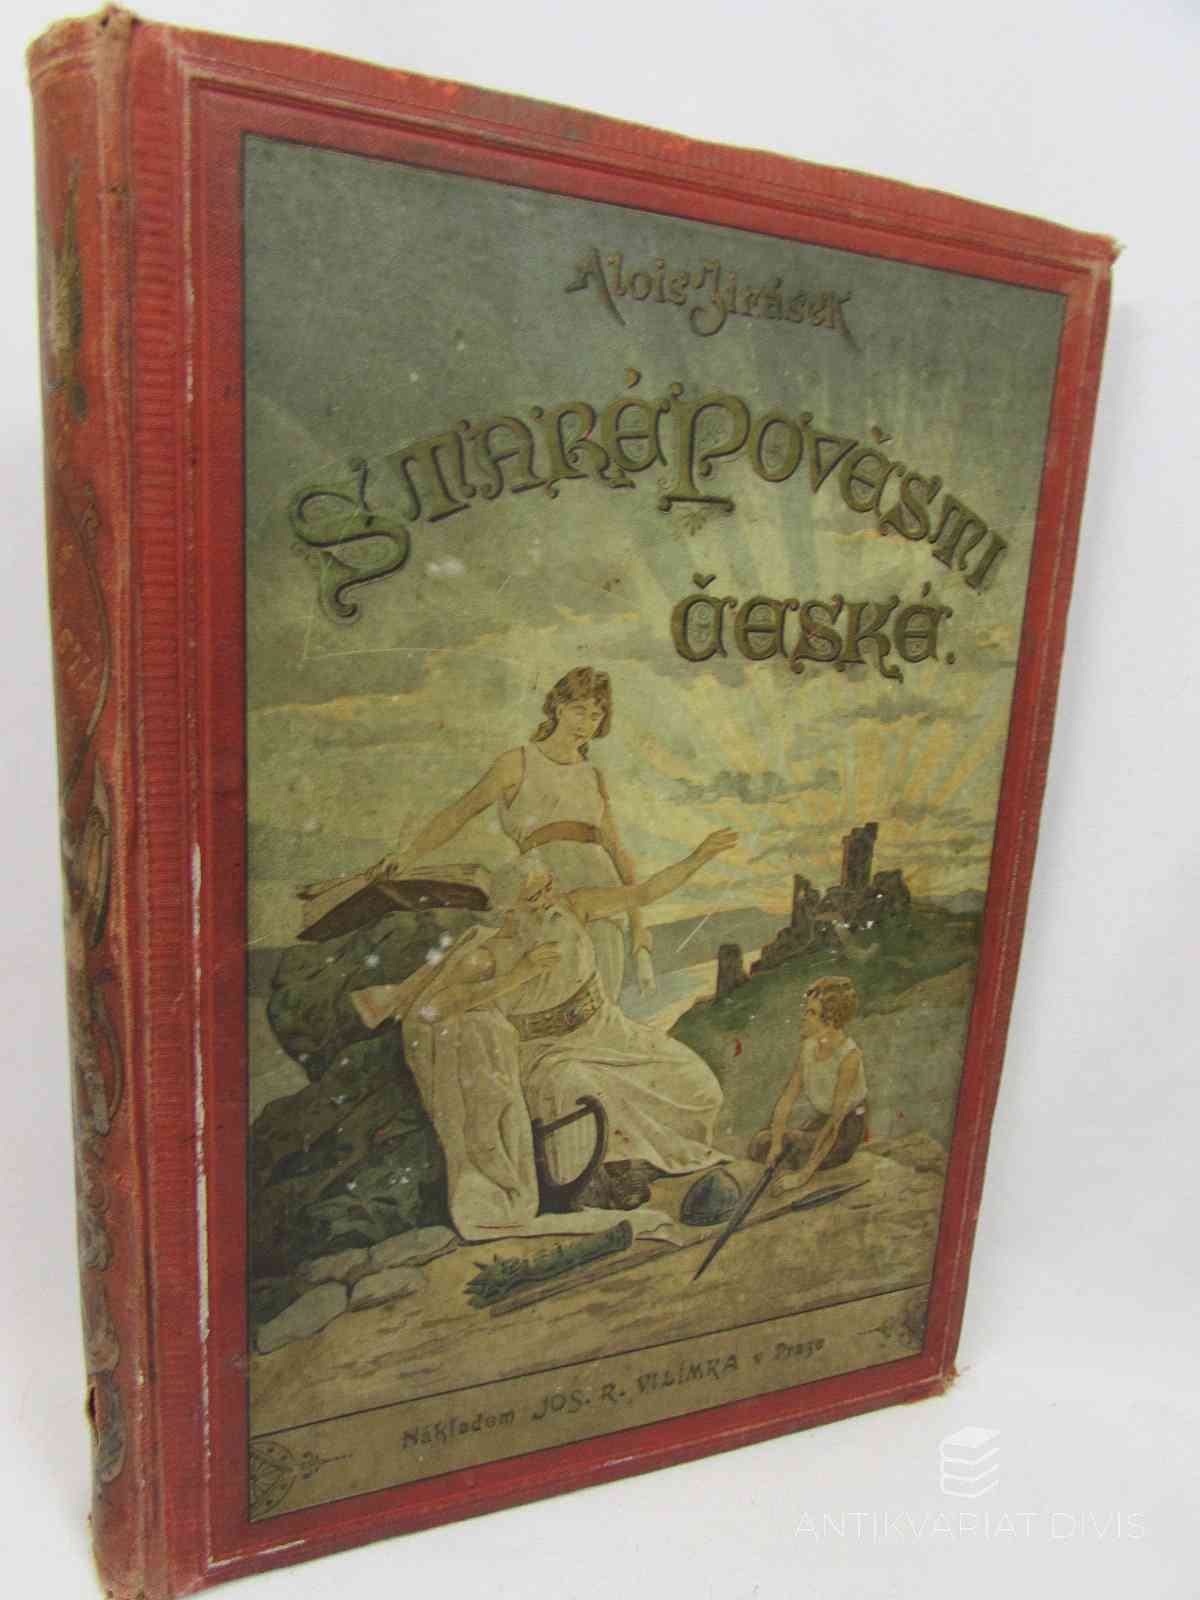 Alois Jirásek
Staré Pověsti
České.
Nákladem JOS. R. VILÍMKA v Praze
ANTIKVARIAT DIVIS